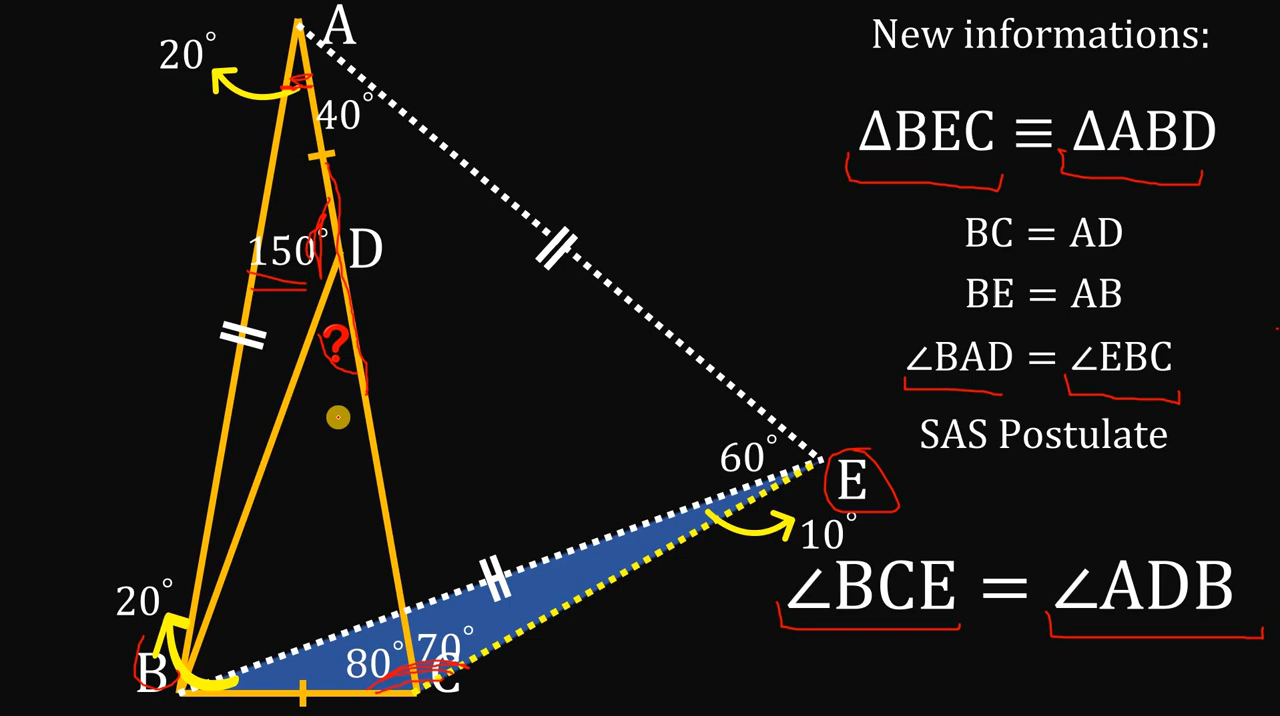 A
20°
New informations:
40°
ΔBEC ≡ ΔABD
BC = AD
150°
D
BE = AB
?
∠BAD = ∠EBC
SAS Postulate
60°
E
10°
∠BCE = ∠ADB
20°
B
80°
70°
C